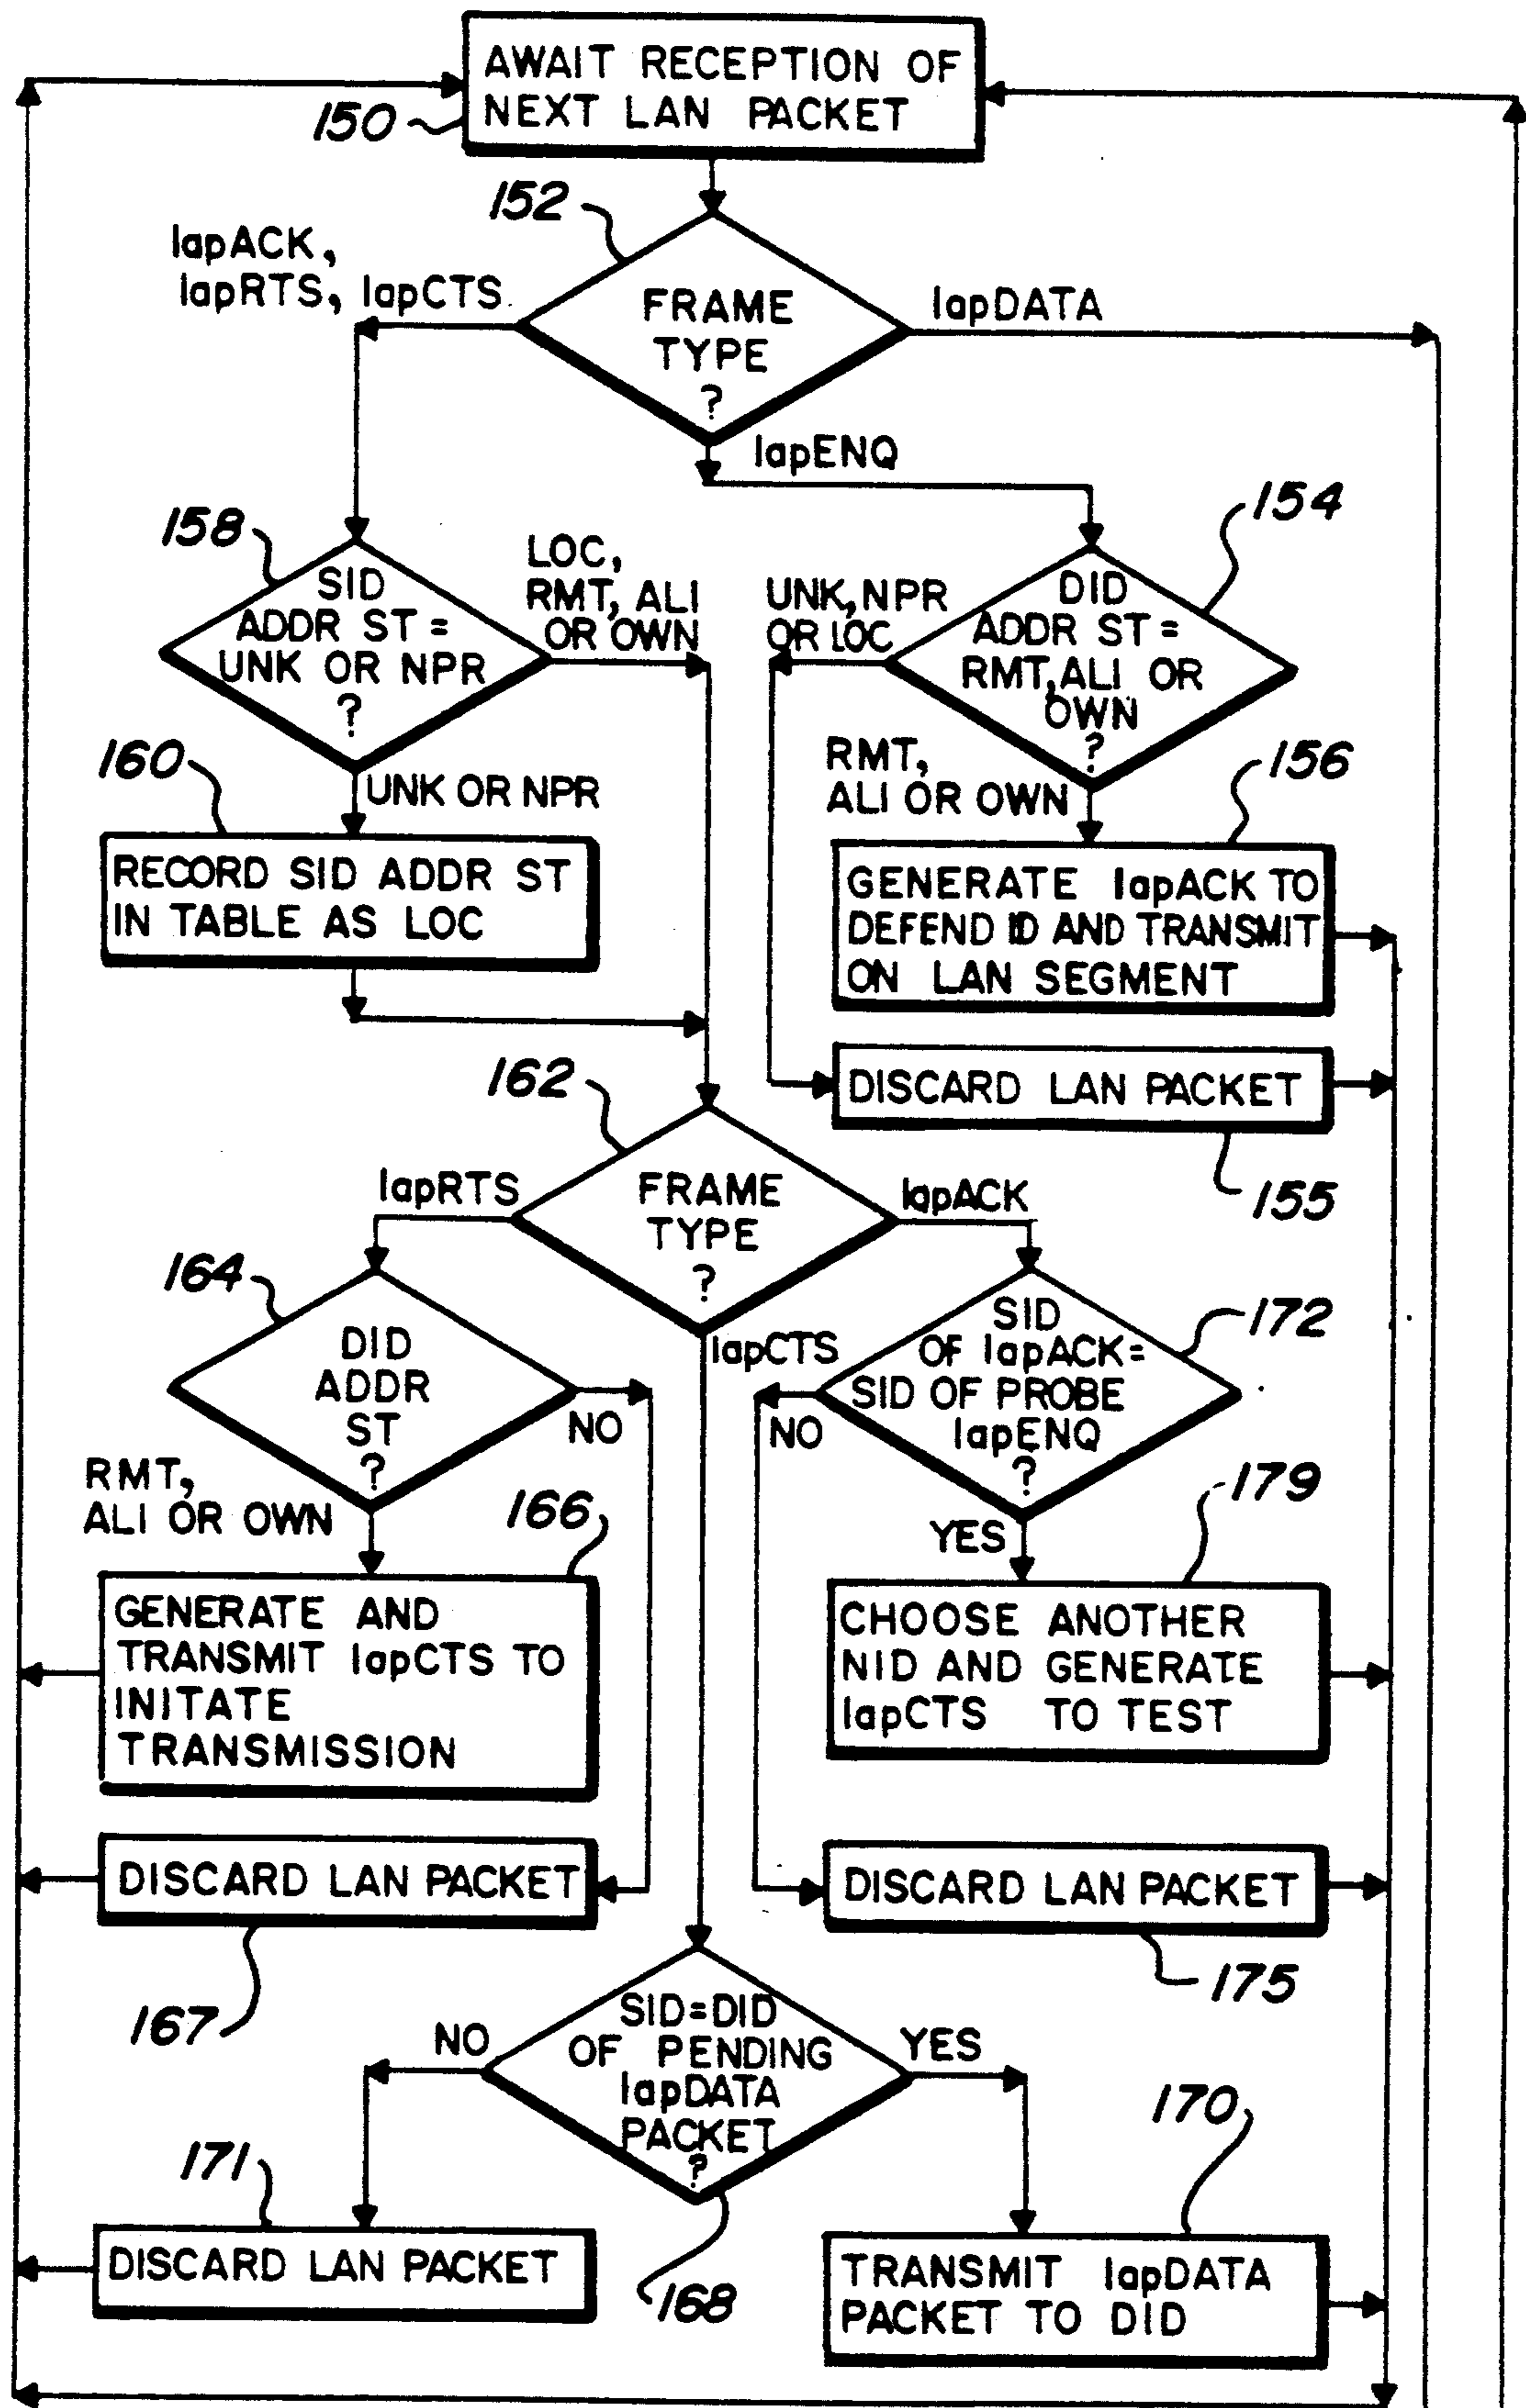 AWAIT RECEPTION OF
NEXT LAN PACKET
150
152
lapACK,
lapRTS, lapCTS
FRAME
TYPE
?
lapDATA
lapENQ
154
158
SID
ADDR ST =
UNK OR NPR
?
LOC,
RMT, ALI
OR OWN
UNK, NPR
OR LOC
DID
ADDR ST =
RMT, ALI OR
OWN
?
160
UNK OR NPR
RMT,
ALI OR OWN
156
RECORD SID ADDR ST
IN TABLE AS LOC
GENERATE lapACK TO
DEFEND ID AND TRANSMIT
ON LAN SEGMENT
162
DISCARD LAN PACKET
155
lapRTS
FRAME
TYPE
?
lapACK
lapCTS
164
DID
ADDR
ST
?
NO
172
SID
OF lapACK=
SID OF PROBE
lapENQ
?
NO
RMT,
ALI OR OWN
166
YES
179
GENERATE AND
TRANSMIT lapCTS TO
INITATE
TRANSMISSION
CHOOSE ANOTHER
NID AND GENERATE
lapCTS TO TEST
DISCARD LAN PACKET
167
DISCARD LAN PACKET
175
SID=DID
OF PENDING
lapDATA
PACKET
?
NO
YES
168
171
170
DISCARD LAN PACKET
TRANSMIT lapDATA
PACKET TO DID